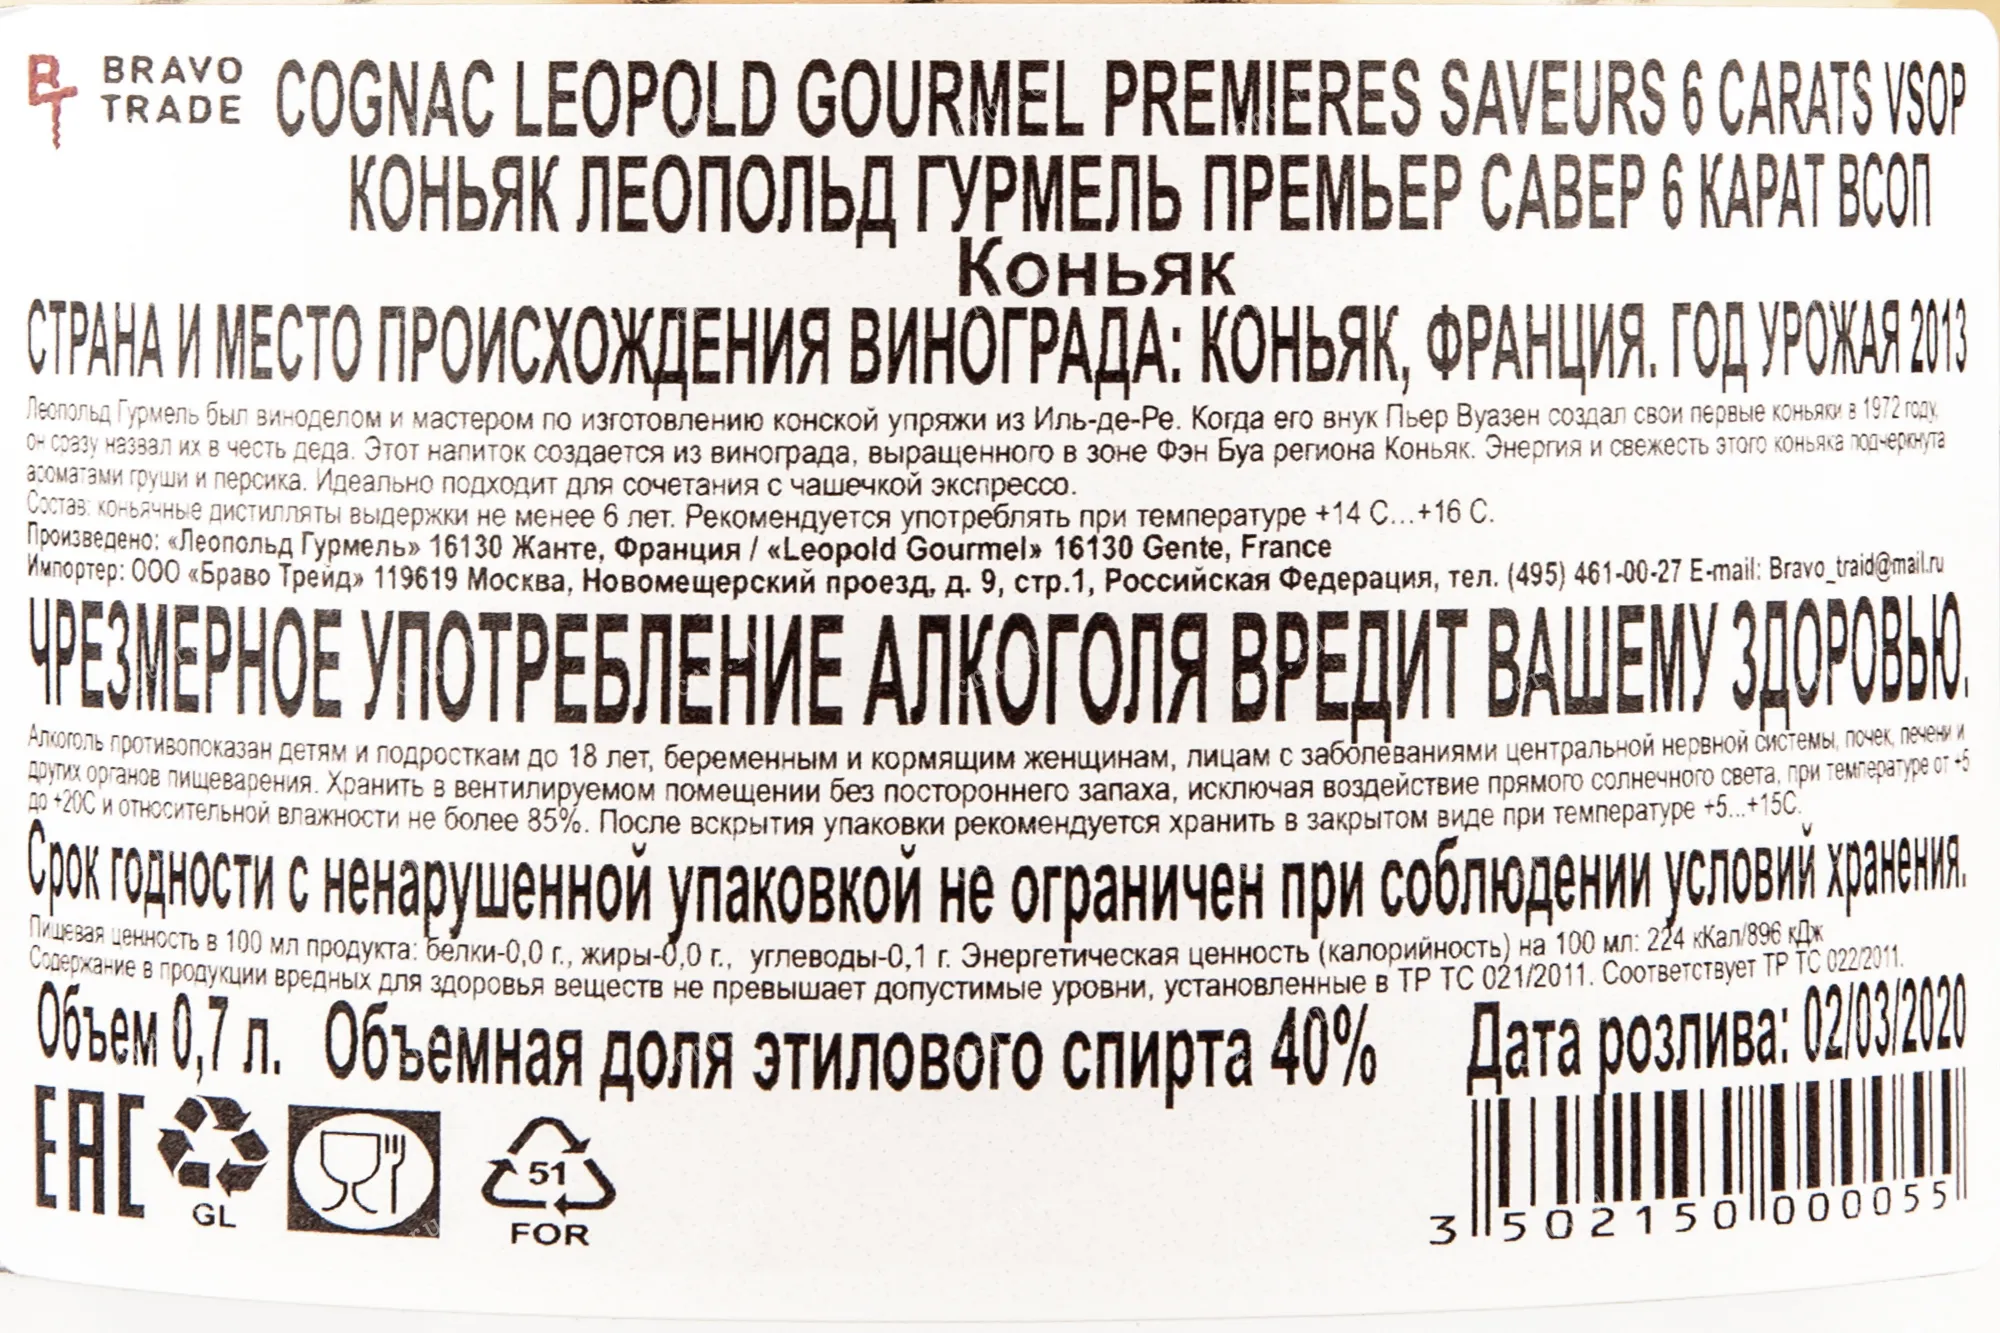 BRAVO
TRADE
COGNAC LEOPOLD GOURMEL PREMIERES SAVEURS 6 CARATS VSOP
КОНЬЯК ЛЕОПОЛЬД ГУРМЕЛЬ ПРЕМЬЕР САВЕР 6 КАРАТ ВСОП
Коньяк
СТРАНА И МЕСТО ПРОИСХОЖДЕНИЯ ВИНОГРАДА: КОНЬЯК, ФРАНЦИЯ. ГОД УРОЖАЯ 2013
Леопольд Гурмель был виноделом и мастером по изготовлению конской упряжи из Иль-де-Ре. Когда его внук Пьер Вуазен создал свои первые коньяки в 1972 году,
он сразу назвал их в честь деда. Этот напиток создается из винограда, выращенного в зоне Фэн Буа региона Коньяк. Энергия и свежесть этого коньяка подчеркнута
ароматами груши и персика. Идеально подходит для сочетания с чашечкой экспрессо.
Состав: коньячные дистилляты выдержки не менее 6 лет. Рекомендуется употреблять при температуре +14 С...+16 С.
Произведено: «Леопольд Гурмель» 16130 Жанте, Франция / «Leopold Gourmel» 16130 Gente, France
Импортер: ООО «Браво Трейд» 119619 Москва, Новомещерский проезд, д. 9, стр.1, Российская Федерация, тел. (495) 461-00-27 E-mail: Bravo_traid@mail.ru
ЧРЕЗМЕРНОЕ УПОТРЕБЛЕНИЕ АЛКОГОЛЯ ВРЕДИТ ВАШЕМУ ЗДОРОВЬЮ.
Алкоголь противопоказан детям и подросткам до 18 лет, беременным и кормящим женщинам, лицам с заболеваниями центральной нервной системы, почек, печени и
других органов пищеварения. Хранить в вентилируемом помещении без постороннего запаха, исключая воздействие прямого солнечного света, при температуре от +5
до +20С и относительной влажности не более 85%. После вскрытия упаковки рекомендуется хранить в закрытом виде при температуре +5...+15С.
Срок годности с ненарушенной упаковкой не ограничен при соблюдении условий хранения.
Пищевая ценность в 100 мл продукта: белки-0,0 г., жиры-0,0 г., углеводы-0,1 г. Энергетическая ценность (калорийность) на 100 мл: 224 кКал/896 кДж
Содержание в продукции вредных для здоровья веществ не превышает допустимые уровни, установленные в ТР ТС 021/2011. Соответствует ТР ТС 022/2011.
Объем 0,7 л. Объемная доля этилового спирта 40% Дата розлива: 02/03/2020
EAC
GL
51
FOR
3 502150 000055